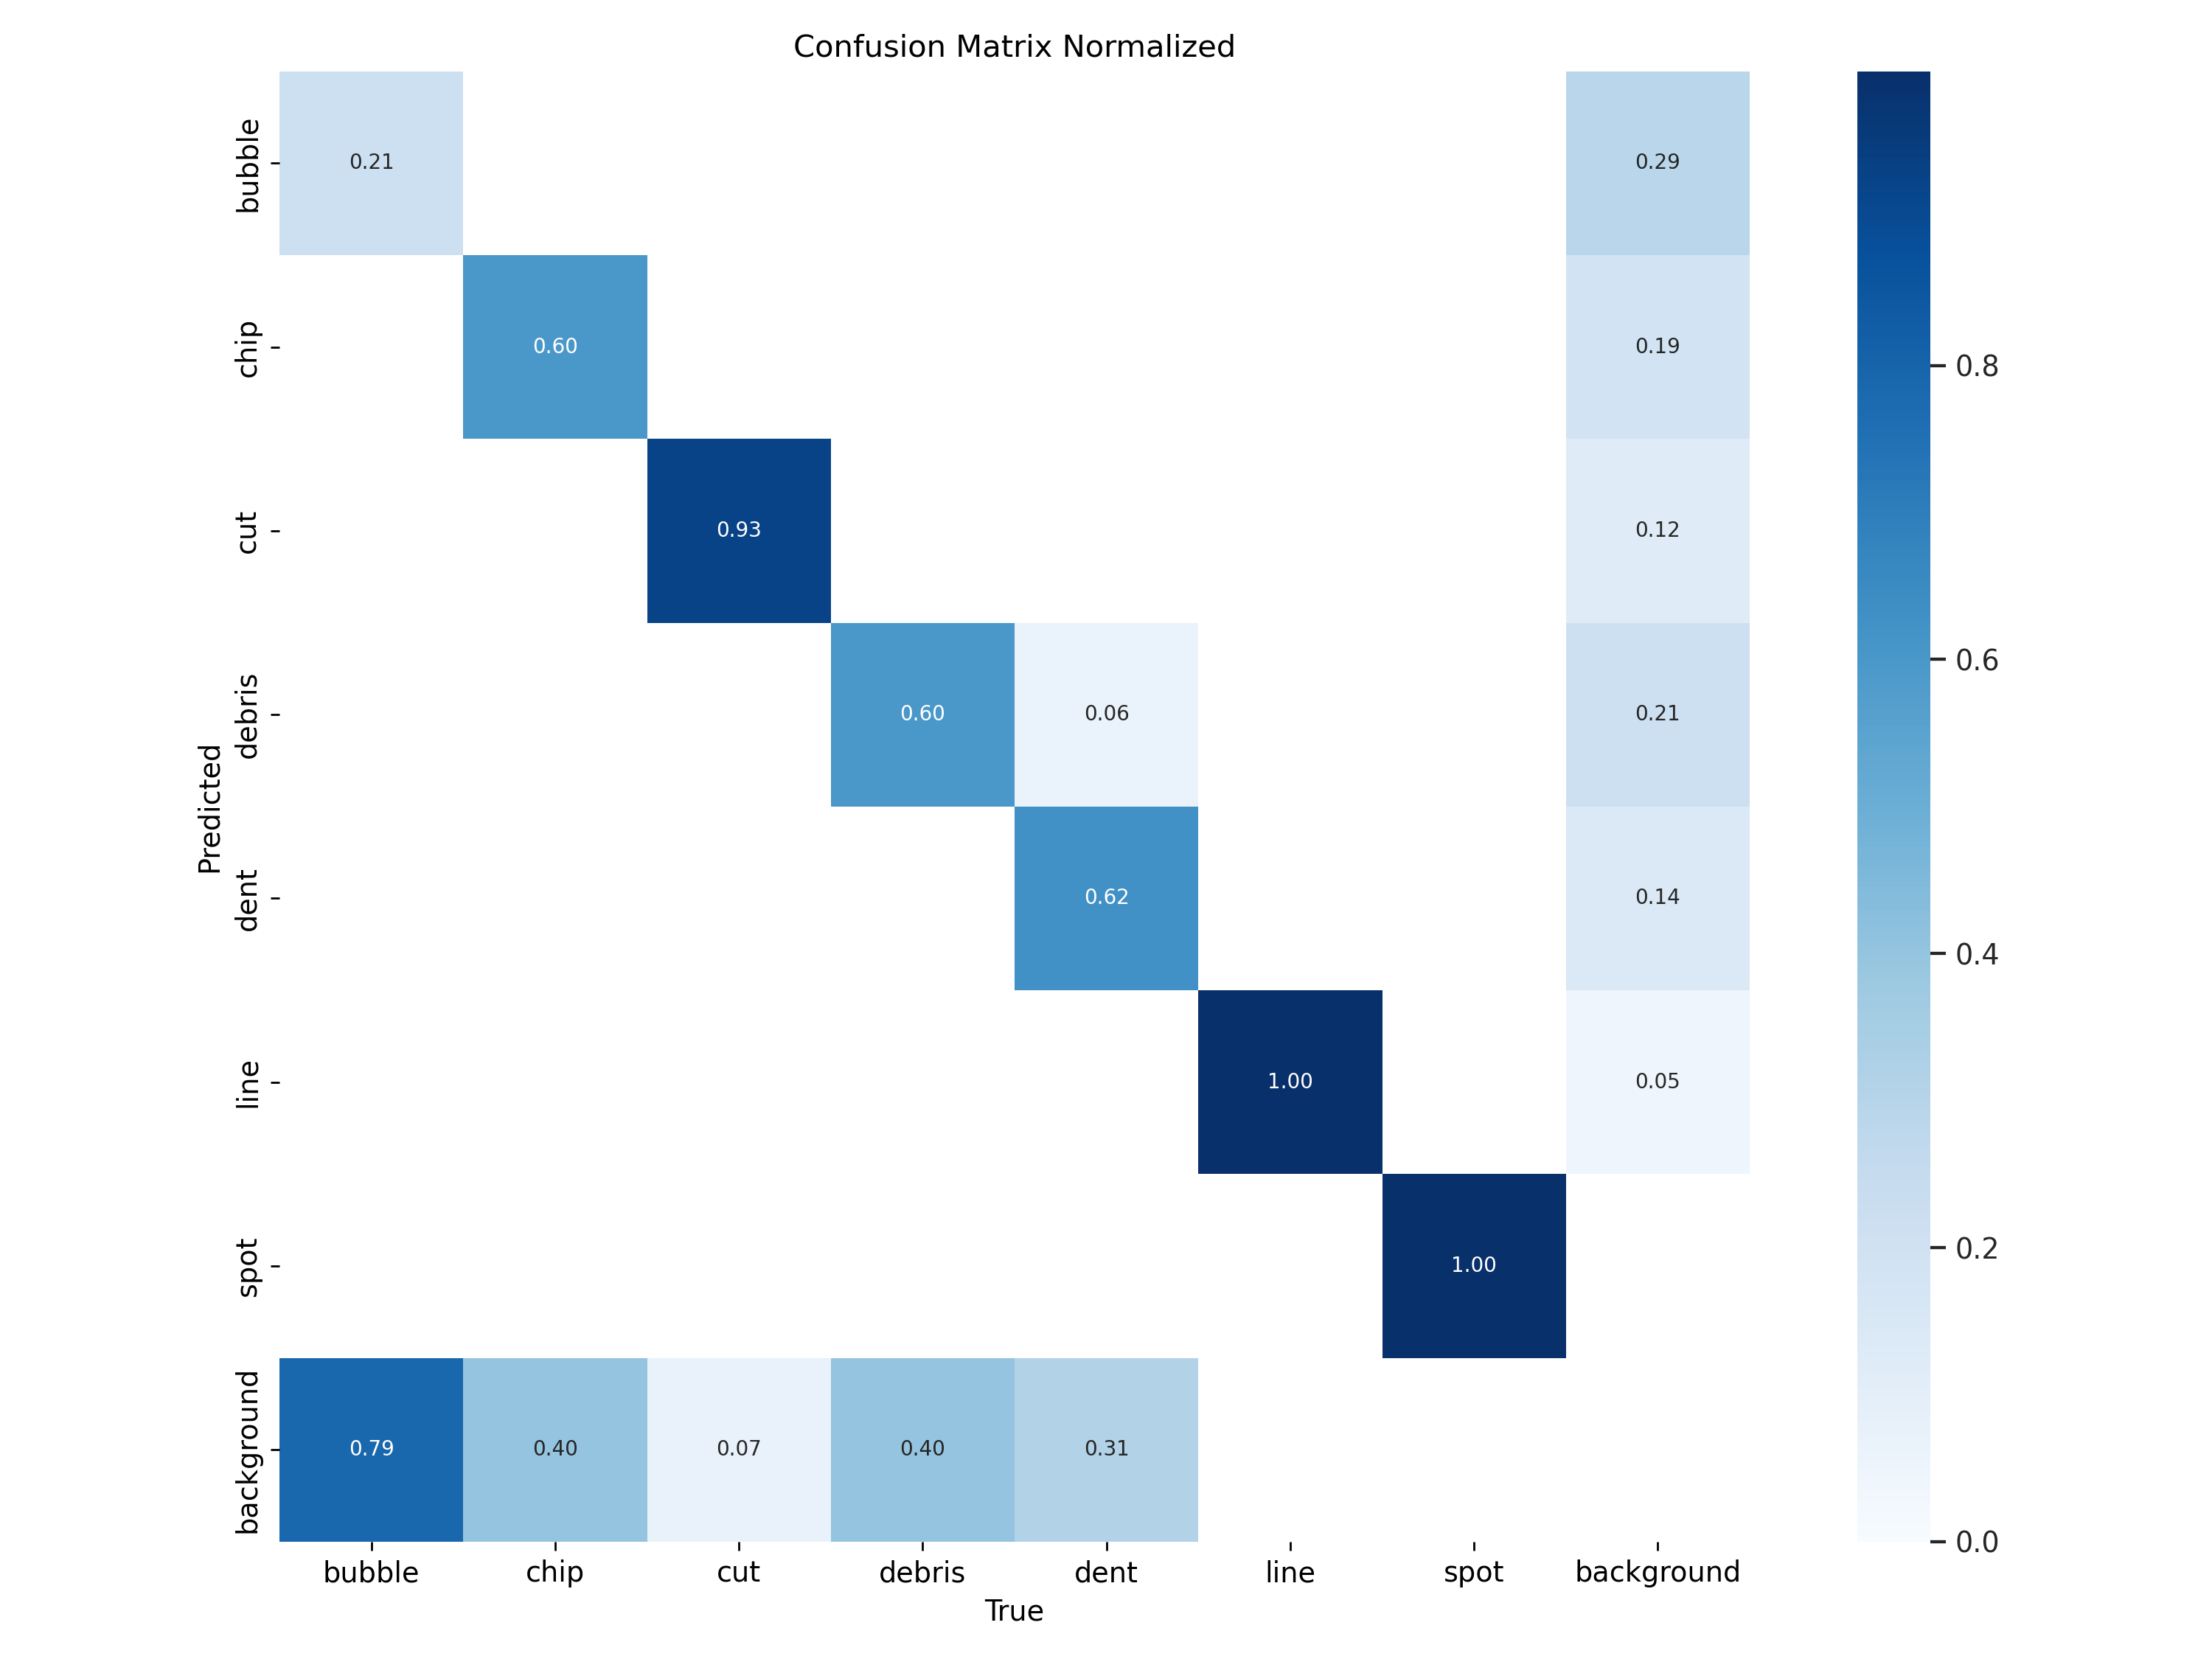 Confusion Matrix Normalized
bubble
0.21
0.29
chip
0.60
0.19
0.8
cut
0.93
0.12
0.6
debris
0.60
0.06
0.21
Predicted
dent
0.62
0.14
0.4
line
1.00
0.05
spot
1.00
0.2
background
0.79
0.40
0.07
0.40
0.31
0.0
bubble chip cut debris dent line spot background
True